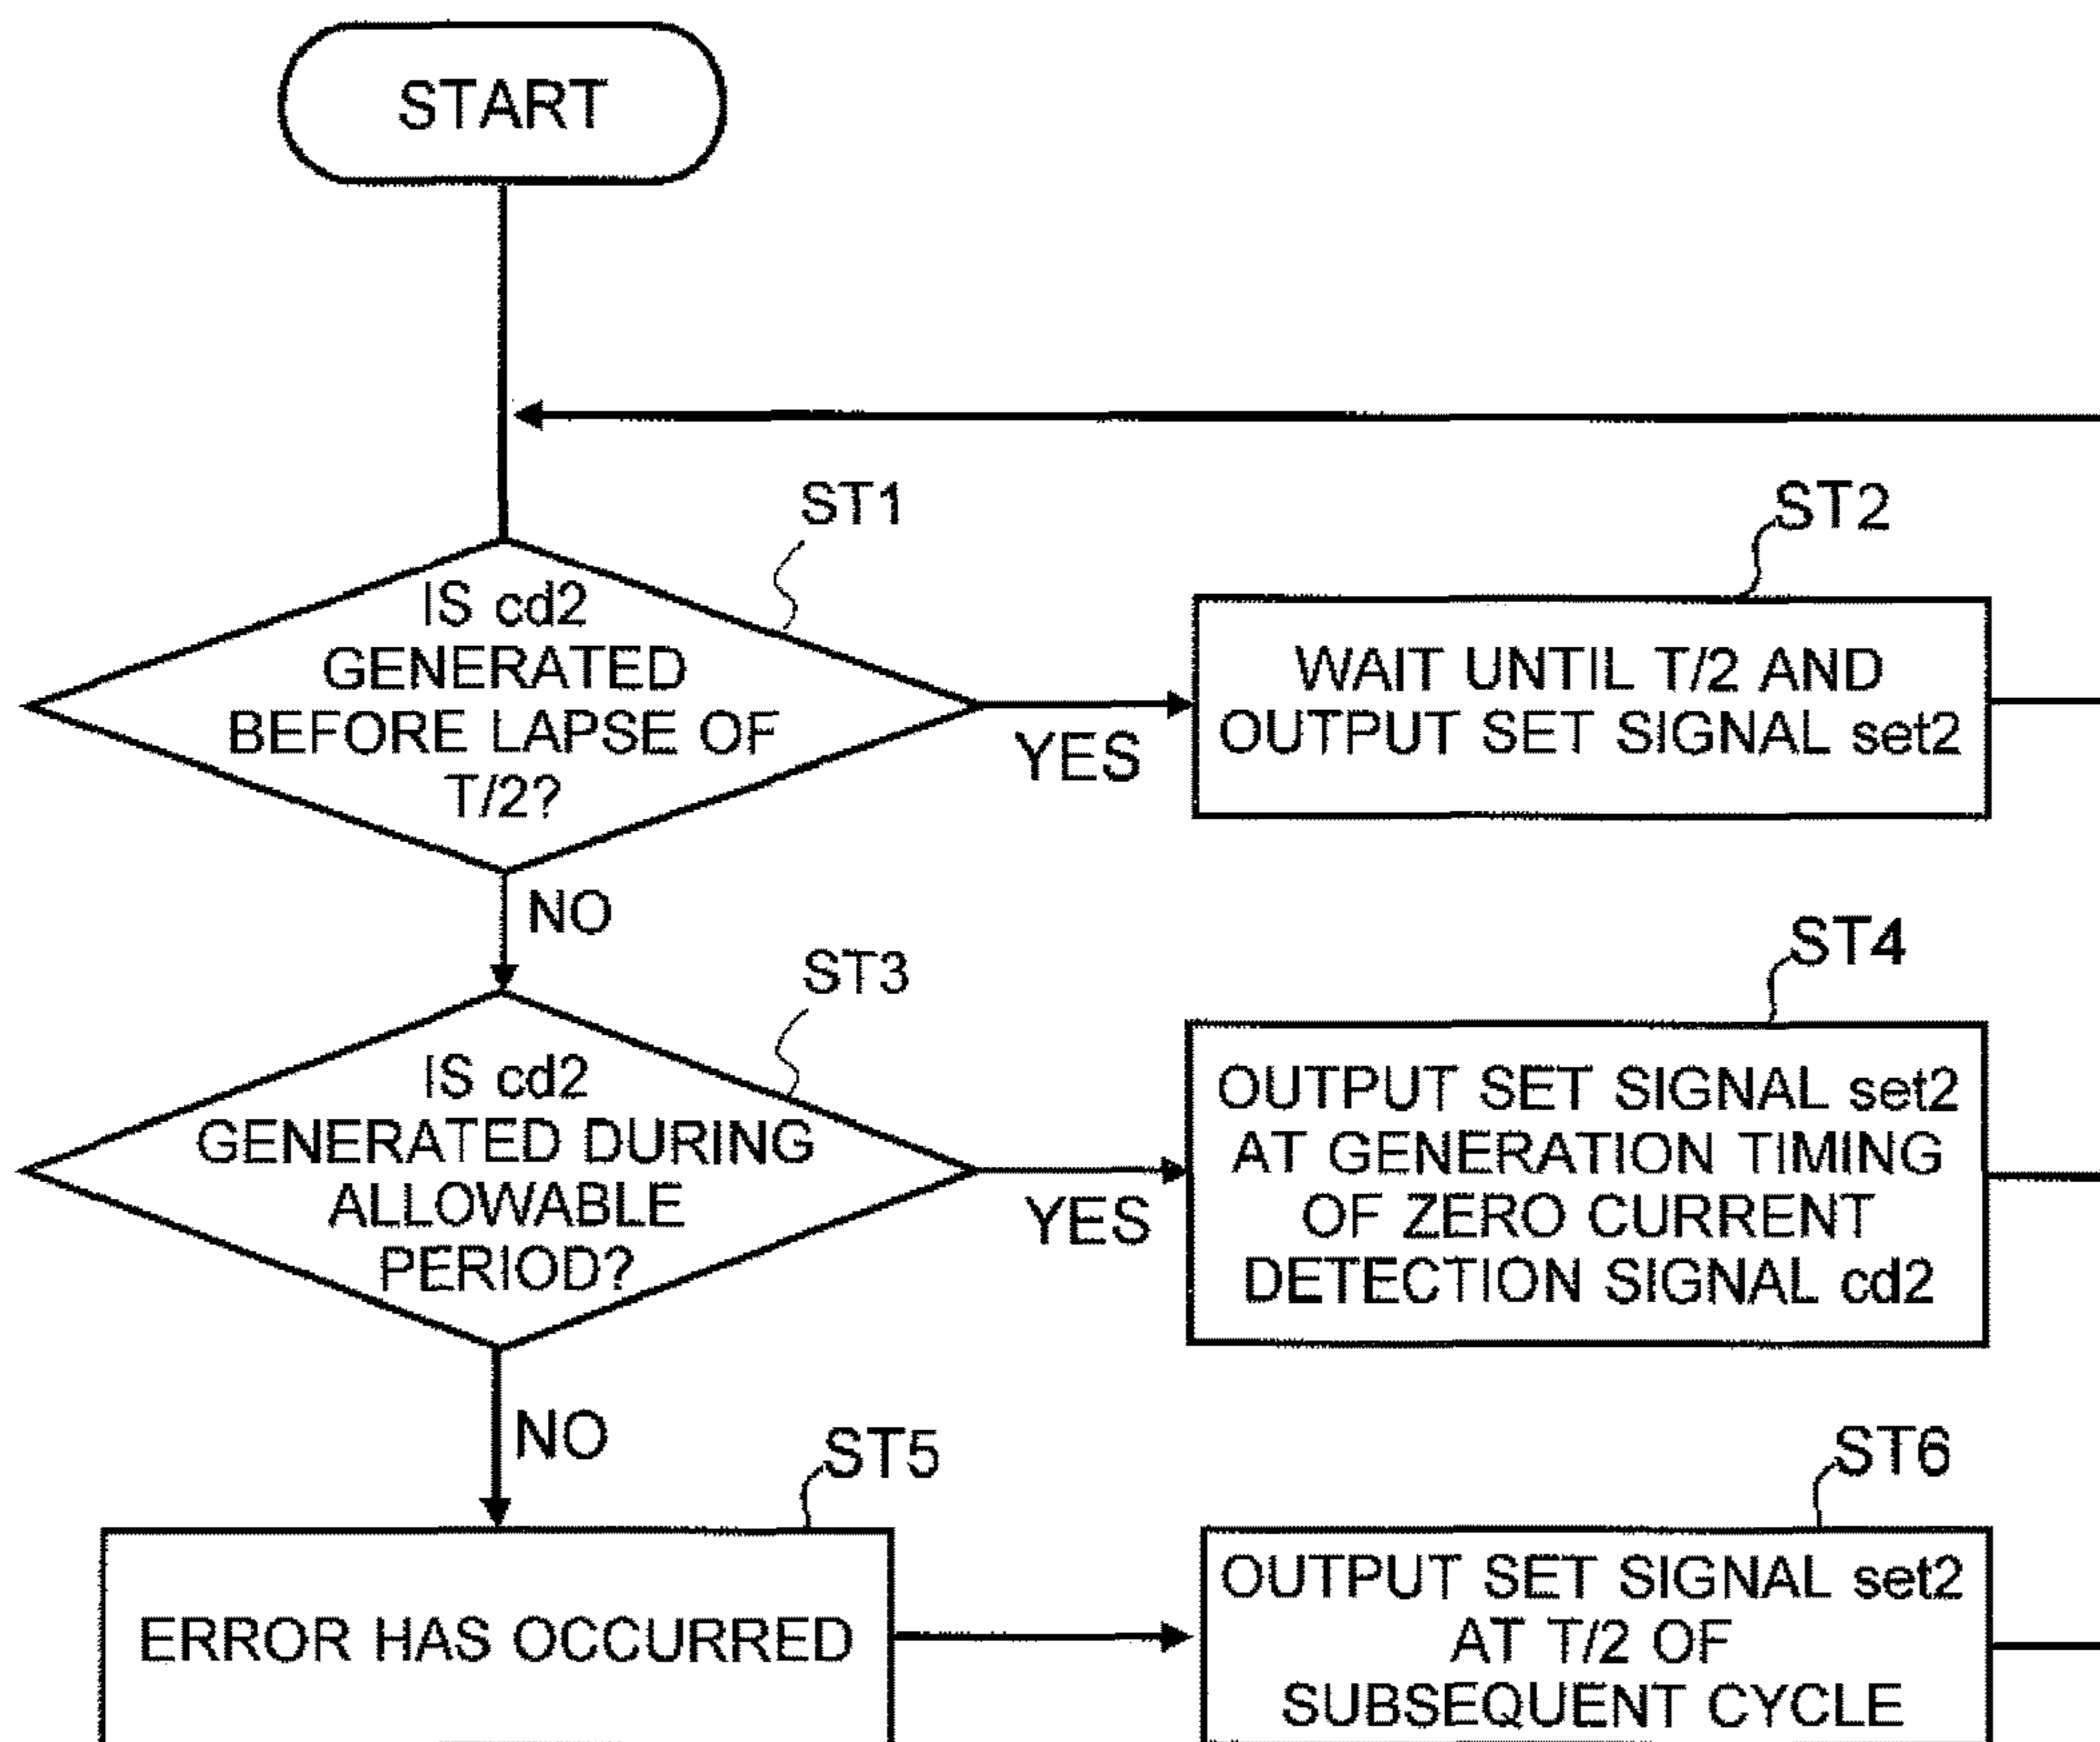 START
ST1
IS cd2
GENERATED
BEFORE LAPSE OF
T/2?
YES
ST2
WAIT UNTIL T/2 AND
OUTPUT SET SIGNAL set2
NO
ST3
IS cd2
GENERATED DURING
ALLOWABLE
PERIOD?
YES
ST4
OUTPUT SET SIGNAL set2
AT GENERATION TIMING
OF ZERO CURRENT
DETECTION SIGNAL cd2
NO
ST5
ERROR HAS OCCURRED
ST6
OUTPUT SET SIGNAL set2
AT T/2 OF
SUBSEQUENT CYCLE